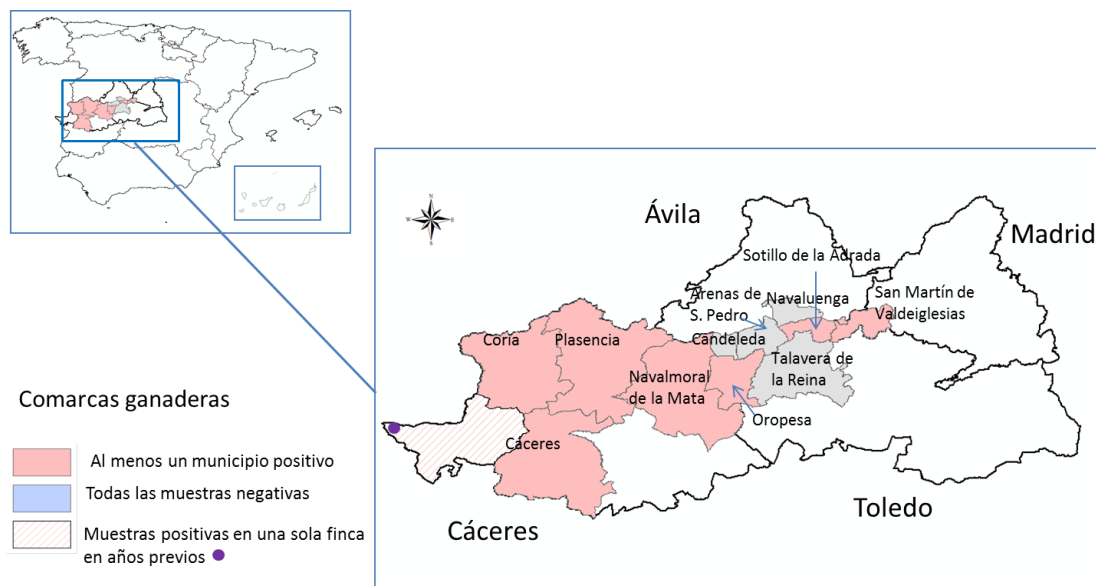 Ávila
Madrid
Sotillo de la Adrada
Arenas de
S. Pedro
Navaluenga
San Martín de
Valdeiglesias
Candeleda
Coria
Plasencia
Talavera de
la Reina
Navalmoral
de la Mata
Oropesa
Cáceres
Toledo
Cáceres
N
W
E
S
Comarcas ganaderas
Al menos un municipio positivo
Todas las muestras negativas
Muestras positivas en una sola finca
en años previos